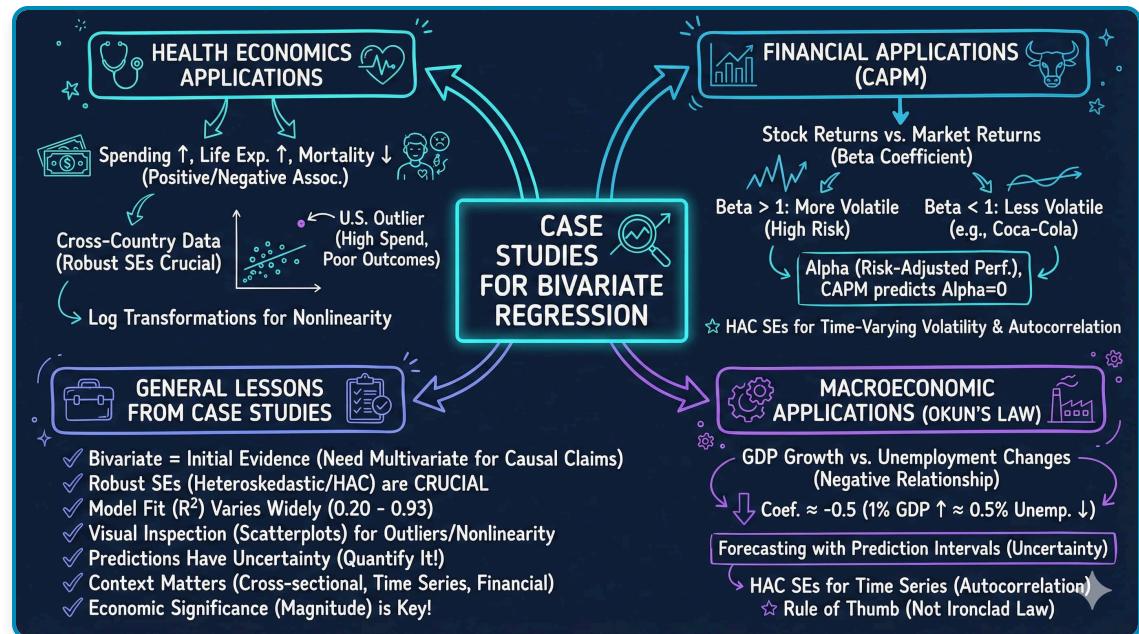 CASE
STUDIES
FOR BIVARIATE
REGRESSION
HEALTH ECONOMICS
APPLICATIONS
$
Spending ↑, Life Exp. ↑, Mortality ↓
(Positive/Negative Assoc.)
Cross-Country Data
(Robust SEs Crucial)
U.S. Outlier
(High Spend,
Poor Outcomes)
Log Transformations for Nonlinearity
FINANCIAL APPLICATIONS
(CAPM)
Stock Returns vs. Market Returns
(Beta Coefficient)
Beta > 1: More Volatile
(High Risk)
Beta < 1: Less Volatile
(e.g., Coca-Cola)
Alpha (Risk-Adjusted Perf.),
CAPM predicts Alpha=0
☆ HAC SEs for Time-Varying Volatility & Autocorrelation
GENERAL LESSONS
FROM CASE STUDIES
✓ Bivariate = Initial Evidence (Need Multivariate for Causal Claims)
✓ Robust SEs (Heteroskedastic/HAC) are CRUCIAL
✓ Model Fit (R²) Varies Widely (0.20 - 0.93)
✓ Visual Inspection (Scatterplots) for Outliers/Nonlinearity
✓ Predictions Have Uncertainty (Quantify It!)
✓ Context Matters (Cross-sectional, Time Series, Financial)
✓ Economic Significance (Magnitude) is Key!
MACROECONOMIC
APPLICATIONS (OKUN'S LAW)
GDP Growth vs. Unemployment Changes
(Negative Relationship)
Coef. ≈ -0.5 (1% GDP ↑ ≈ 0.5% Unemp. ↓)
Forecasting with Prediction Intervals (Uncertainty)
HAC SEs for Time Series (Autocorrelation)
☆ Rule of Thumb (Not Ironclad Law)